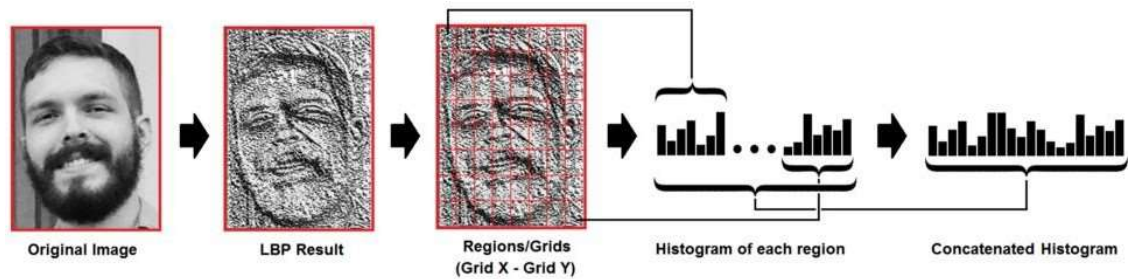 Original Image
LBP Result
Regions/Grids
(Grid X - Grid Y)
Histogram of each region
Concatenated Histogram